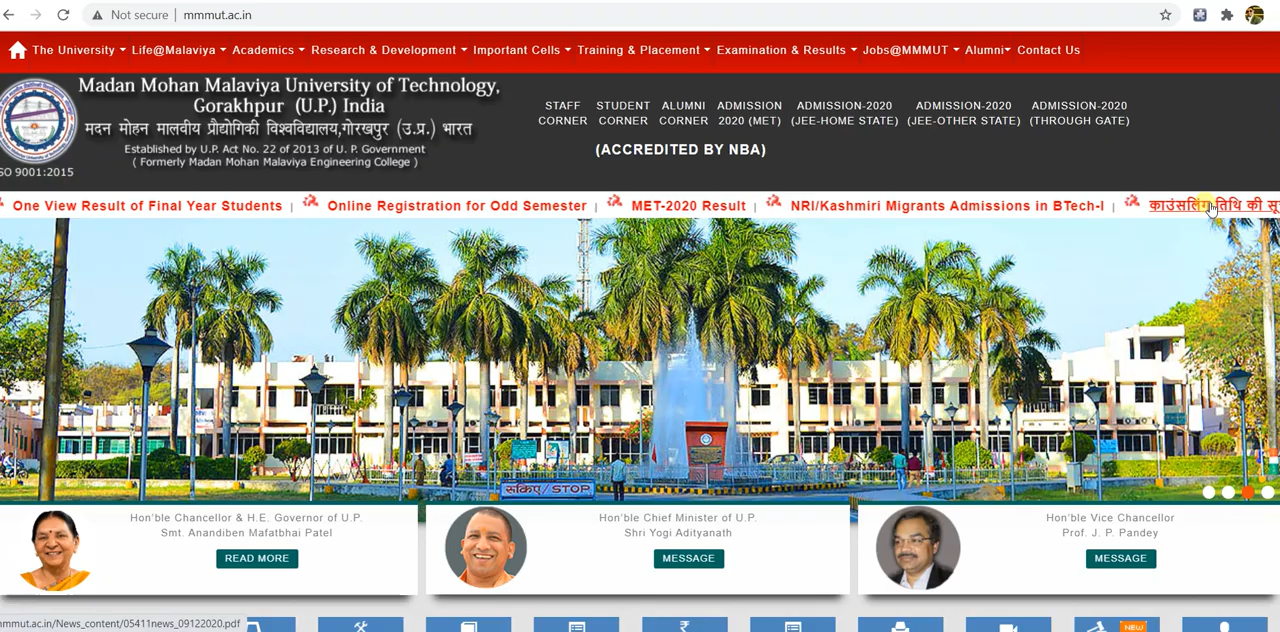 Not secure | mmmut.ac.in
The University Life@Malaviya Academics Research & Development Important Cells Training & Placement Examination & Results Jobs@MMMUT Alumni Contact Us
Madan Mohan Malaviya University of Technology,
Gorakhpur (U.P.) India
मदन मोहन मालवीय प्रौद्योगिकी विश्वविद्यालय,गोरखपुर (उ.प्र.) भारत
Established by U.P. Act No. 22 of 2013 of U. P. Government
( Formerly Madan Mohan Malaviya Engineering College )
SO 9001:2015
STAFF CORNER
STUDENT CORNER
ALUMNI CORNER
ADMISSION 2020 (MET)
ADMISSION-2020 (JEE-HOME STATE)
ADMISSION-2020 (JEE-OTHER STATE)
ADMISSION-2020 (THROUGH GATE)
(ACCREDITED BY NBA)
One View Result of Final Year Students | Online Registration for Odd Semester | MET-2020 Result | NRI/Kashmiri Migrants Admissions in BTech-I | काउंसलिंग तिथि की सू
रुकिए/STOP
Hon'ble Chancellor & H.E. Governor of U.P.
Smt. Anandiben Mafatbhai Patel
READ MORE
Hon'ble Chief Minister of U.P.
Shri Yogi Adityanath
MESSAGE
Hon'ble Vice Chancellor
Prof. J. P. Pandey
MESSAGE
mmmut.ac.in/News_content/05411news_09122020.pdf
NEW